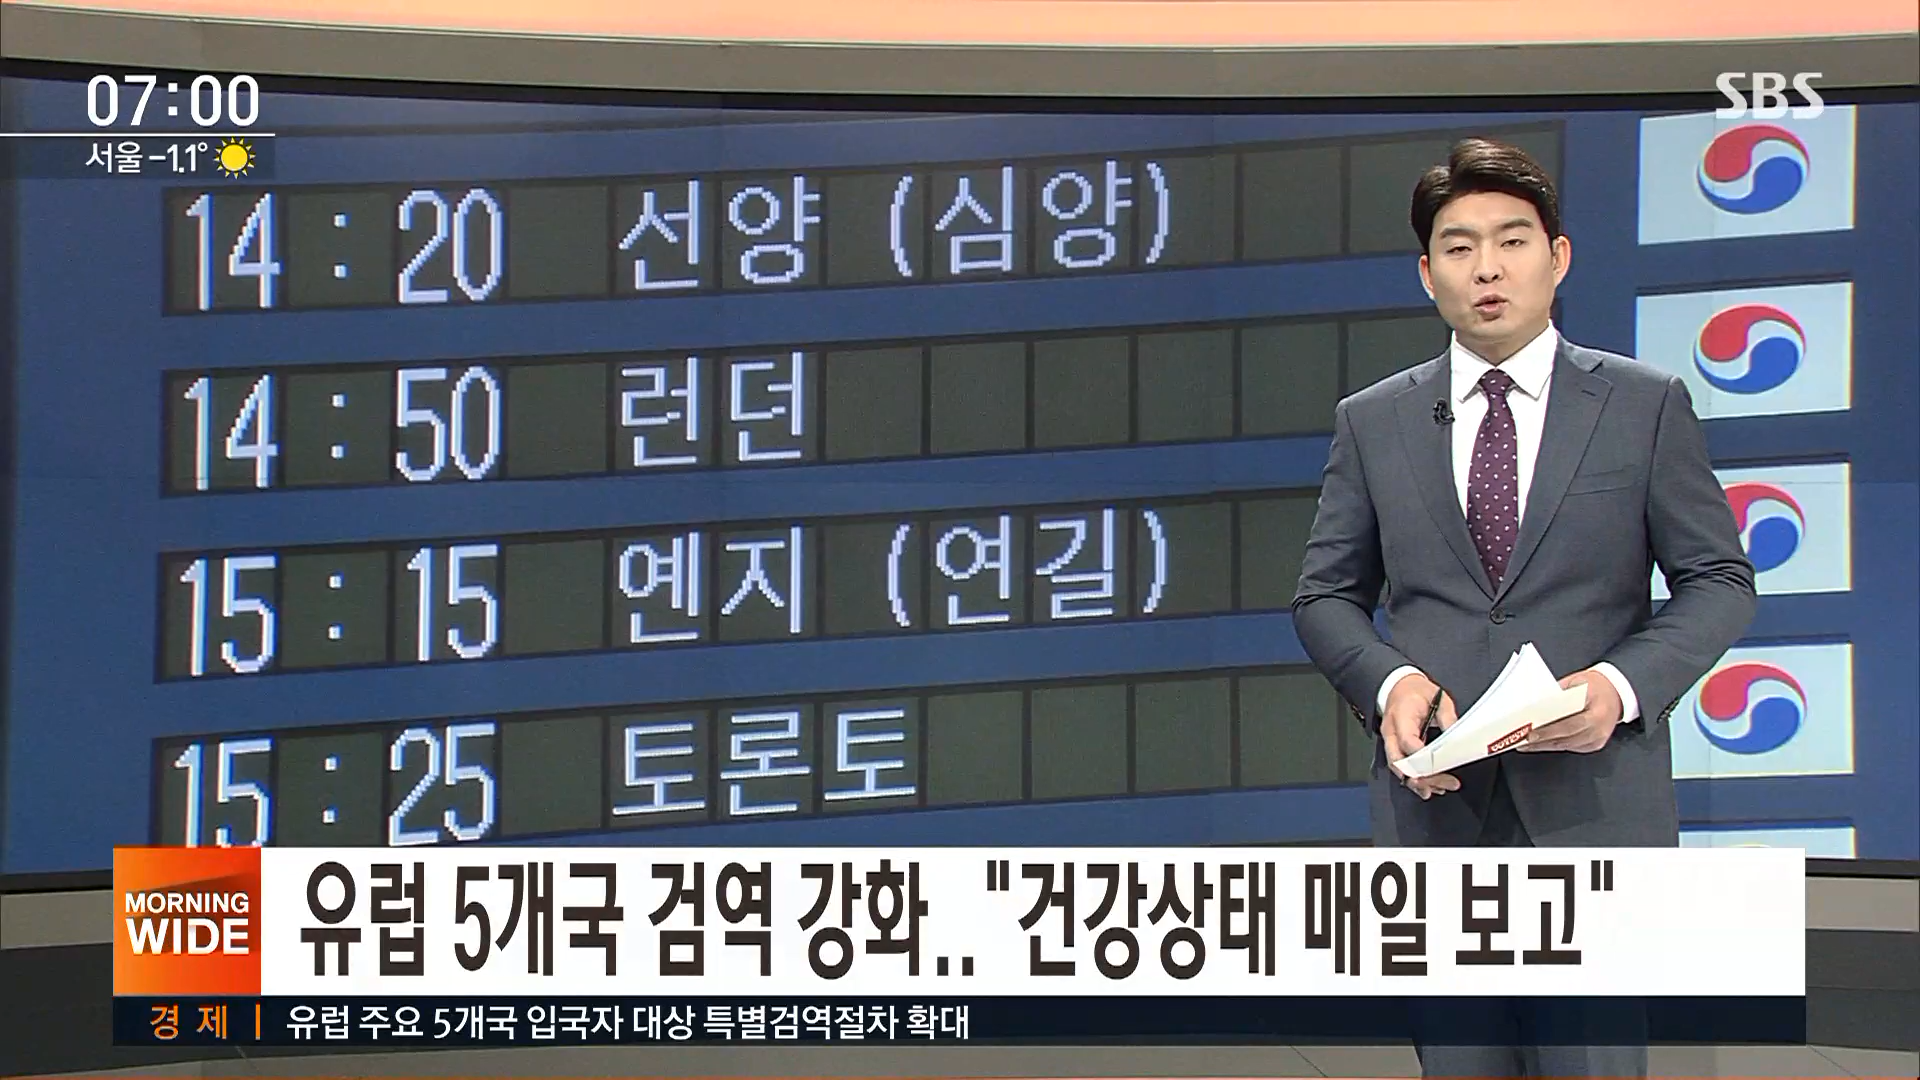 07:00
서울 -1.1°
SBS
14:20 선양 (심양)
14:50 런던
15:15 옌지 (연길)
15:25 토론토
MORNING
WIDE
유럽 5개국 검역 강화.. "건강상태 매일 보고"
경제 | 유럽 주요 5개국 입국자 대상 특별검역절차 확대